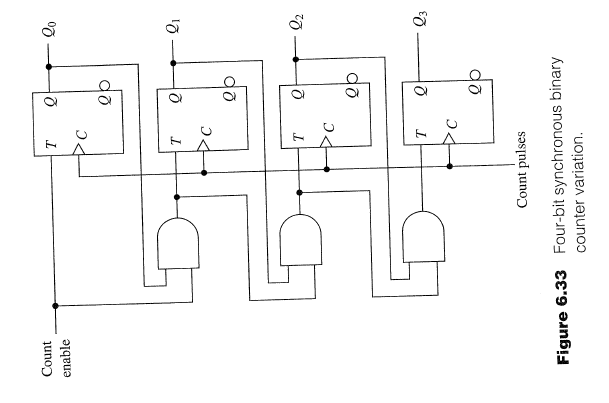 Count
enable
T
Q
C
Q
Q0
T
Q
C
Q
Q1
T
Q
C
Q
Q2
T
Q
C
Q
Q3
Count pulses
Figure 6.33 Four-bit synchronous binary
counter variation.